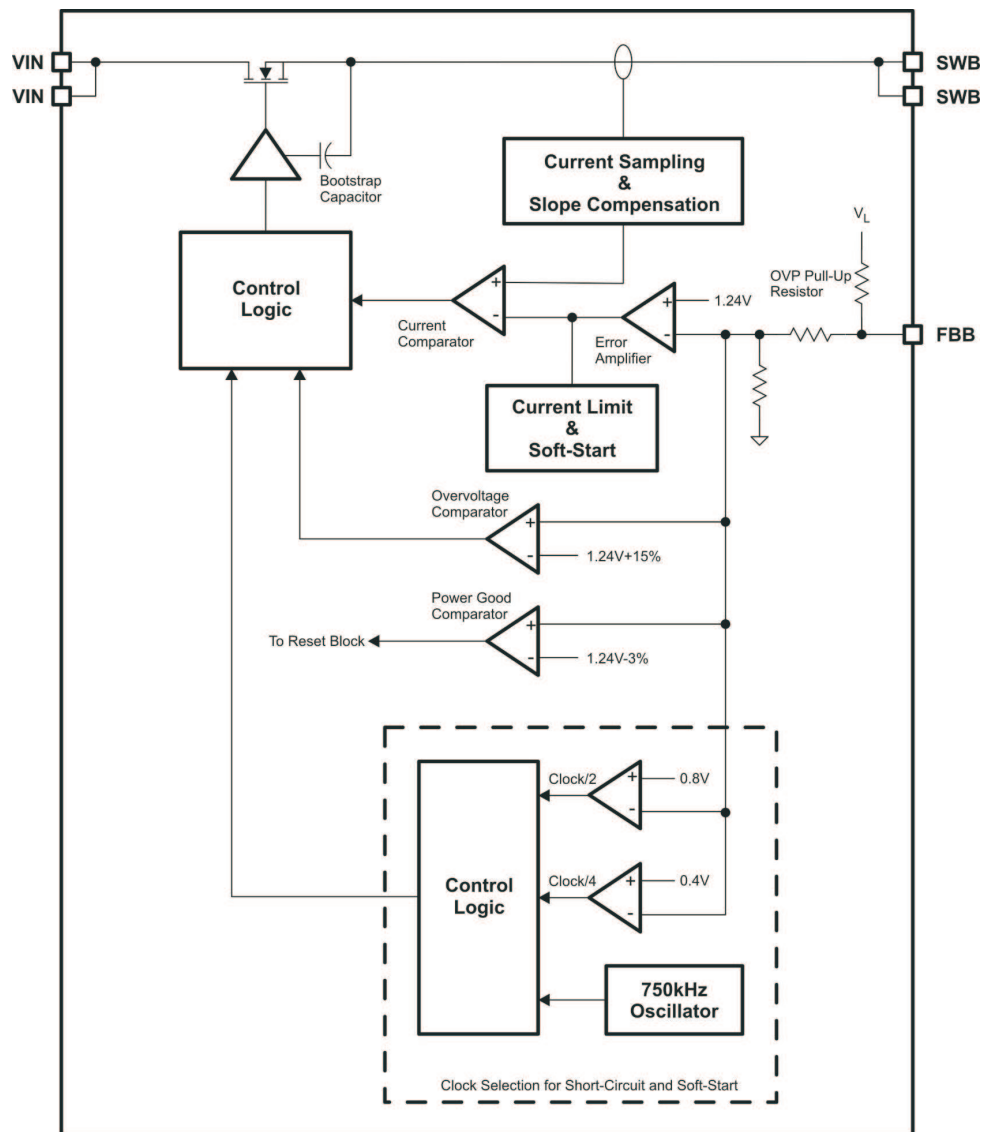 VIN
SWB
VIN
SWB
Bootstrap
Capacitor
Current Sampling
&
Slope Compensation
VL
OVP Pull-Up
Resistor
Control
Logic
+
-
Current
Comparator
+
-
1.24V
Error
Amplifier
FBB
Current Limit
&
Soft-Start
Overvoltage
Comparator
+
-
1.24V+15%
Power Good
Comparator
+
-
1.24V-3%
To Reset Block
Clock/2
+
-
0.8V
Control
Logic
Clock/4
+
-
0.4V
750kHz
Oscillator
Clock Selection for Short-Circuit and Soft-Start